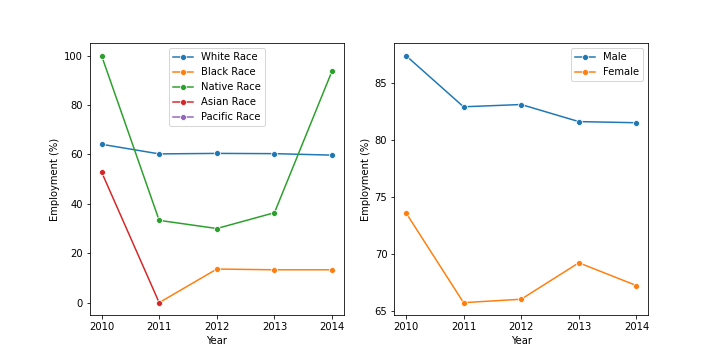 100
80
60
40
20
0
Employment (%)
2010 2011 2012 2013 2014
Year
White Race
Black Race
Native Race
Asian Race
Pacific Race
85
80
75
70
65
Employment (%)
2010 2011 2012 2013 2014
Year
Male
Female